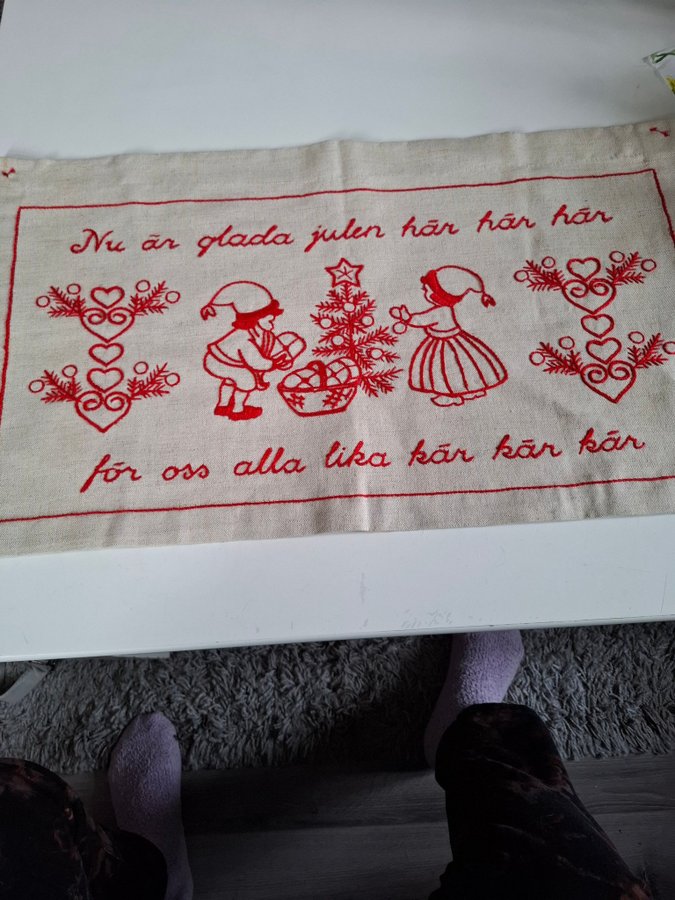 Nu är glada julen här här här
för oss alla lika kär kär kär